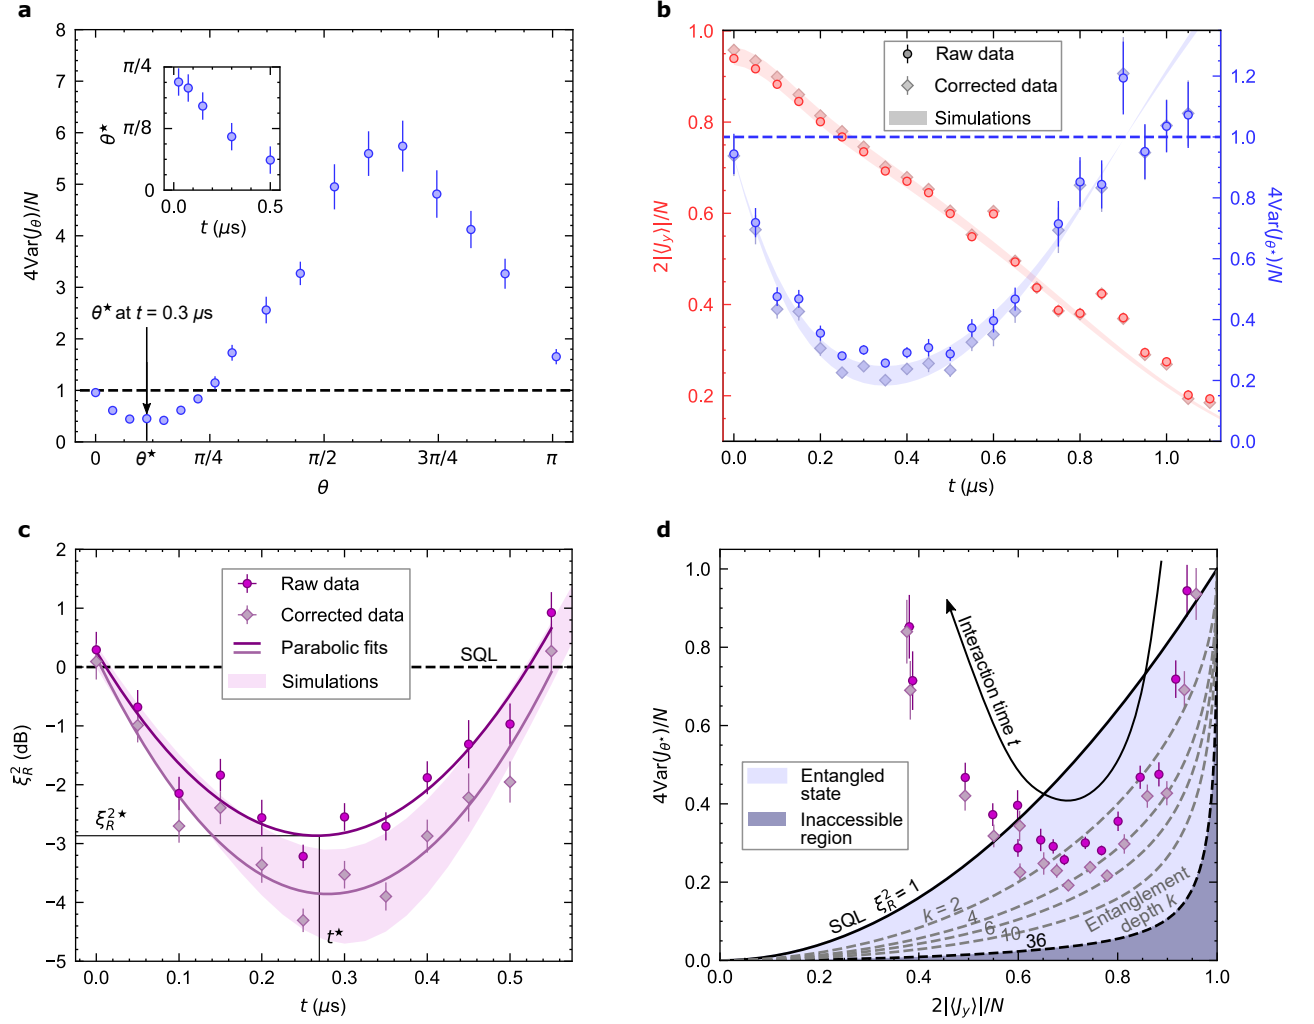 a
8
7
6
5
4
3
2
1
0
4Var(J_θ)/N
π/4
π/8
0
θ★
0.0
0.5
t (μs)
θ★ at t = 0.3 μs
0
θ★
π/4
π/2
3π/4
π
θ
b
1.0
0.8
0.6
0.4
0.2
2|⟨J_y⟩|/N
Raw data
Corrected data
Simulations
1.2
1.0
0.8
0.6
0.4
0.2
0.0
4Var(J_θ★)/N
0.0
0.2
0.4
0.6
0.8
1.0
t (μs)
c
2
1
0
−1
−2
−3
−4
−5
ξ_R^2 (dB)
Raw data
Corrected data
Parabolic fits
Simulations
SQL
ξ_R^2★
t★
0.0
0.1
0.2
0.3
0.4
0.5
t (μs)
d
1.0
0.8
0.6
0.4
0.2
0.0
4Var(J_θ★)/N
Interaction time t
Entangled
state
Inaccessible
region
SQL ξ_R^2 = 1
k = 2
4
6
10
36
Entanglement
depth k
0.0
0.2
0.4
0.6
0.8
1.0
2|⟨J_y⟩|/N